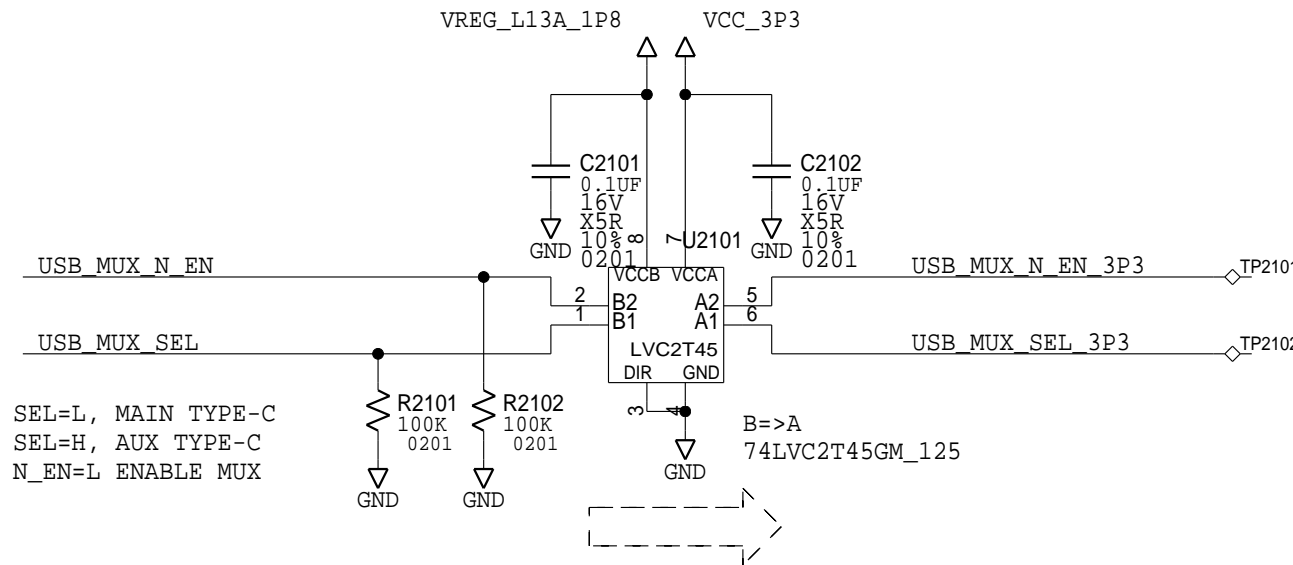 VREG_L13A_1P8
VCC_3P3
C2101
0.1UF
16V
X5R
10%
0201
GND
C2102
0.1UF
16V
X5R
10%
0201
GND
8
7
U2101
VCCB VCCA
USB_MUX_N_EN
USB_MUX_N_EN_3P3
TP2101
2 B2 A2 5
1 B1 A1 6
USB_MUX_SEL
USB_MUX_SEL_3P3
TP2102
LVC2T45
DIR GND
3
4
GND
R2101
100K
0201
GND
R2102
100K
0201
GND
SEL=L, MAIN TYPE-C
SEL=H, AUX TYPE-C
N_EN=L ENABLE MUX
B=>A
74LVC2T45GM_125